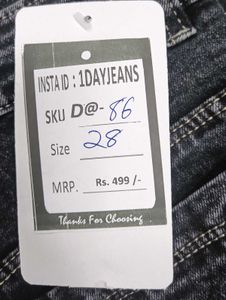 INSTA ID : 1DAYJEANS
SKU D@- 86
Size 28
MRP. Rs. 499 /-
Thanks For Choosing